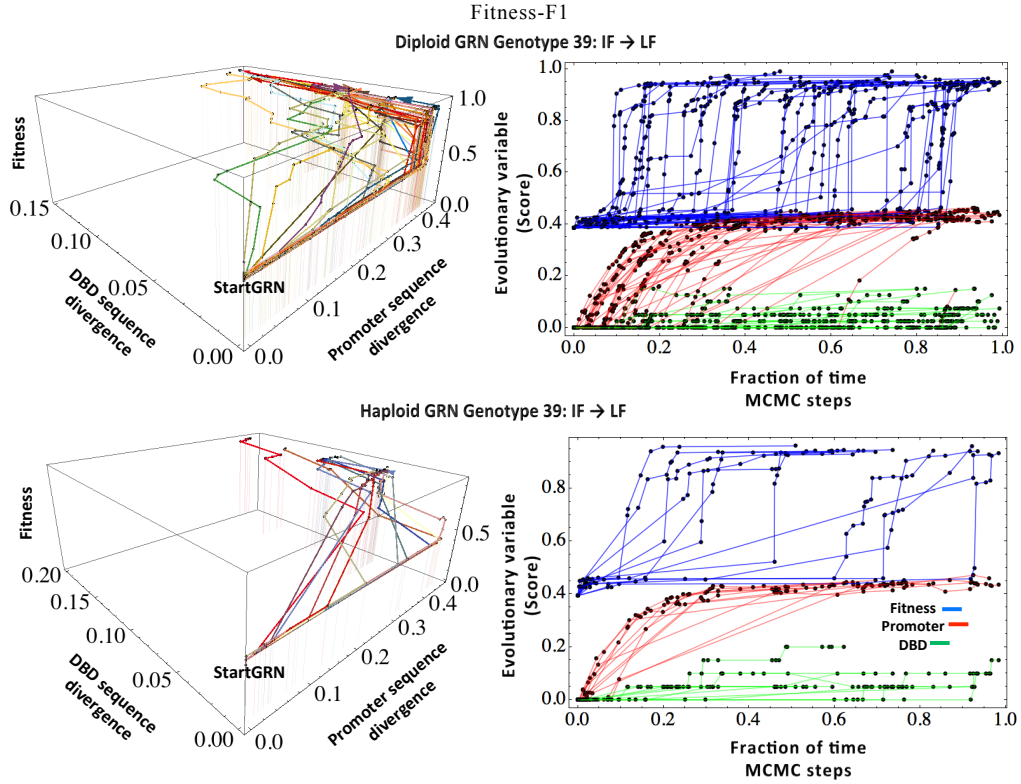 Fitness-F1
Diploid GRN Genotype 39: IF → LF
Fitness
1.0
0.5
0.0
0.15
0.10
0.05
0.00
0.4
0.3
0.2
0.1
0.0
StartGRN
DBD sequence
divergence
Promoter sequence
divergence
Evolutionary variable
(Score)
1.0
0.8
0.6
0.4
0.2
0.0
0.0 0.2 0.4 0.6 0.8 1.0
Fraction of time
MCMC steps
Haploid GRN Genotype 39: IF → LF
Fitness
0.5
0.0
0.20
0.15
0.10
0.05
0.00
0.4
0.3
0.2
0.1
0.0
StartGRN
DBD sequence
divergence
Promoter sequence
divergence
Evolutionary variable
(Score)
0.8
0.6
0.4
0.2
0.0
Fitness
Promoter
DBD
0.0 0.2 0.4 0.6 0.8 1.0
Fraction of time
MCMC steps